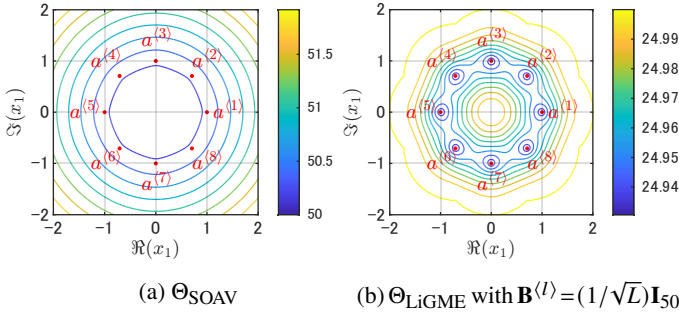 2
1
0
−1
−2
ℑ(x₁)
−2 −1 0 1 2
ℜ(x₁)
a⟨3⟩
a⟨4⟩ a⟨2⟩
a⟨5⟩ a⟨1⟩
a⟨6⟩ a⟨8⟩
a⟨7⟩
51.5
51
50.5
50
2
1
0
−1
−2
ℑ(x₁)
−2 −1 0 1 2
ℜ(x₁)
a⟨3⟩
a⟨4⟩ a⟨2⟩
a⟨5⟩ a⟨1⟩
a⟨6⟩ a⟨8⟩
a⟨7⟩
24.99
24.98
24.97
24.96
24.95
24.94
(a) Θ_SOAV
(b) Θ_LiGME with B⟨l⟩ = (1/√L)I₅₀